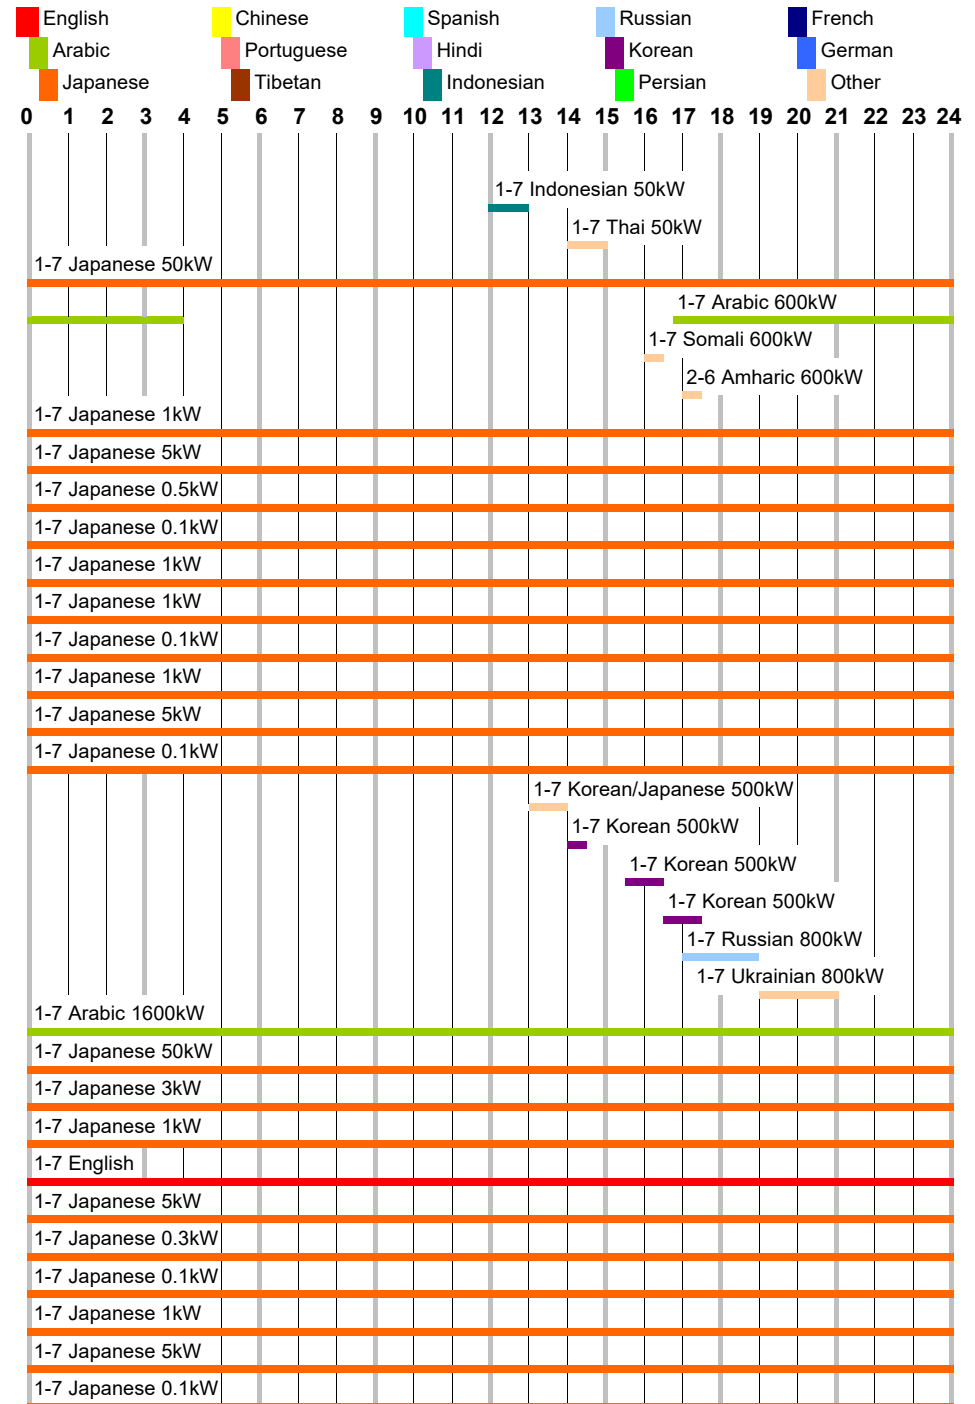 English Chinese Spanish Russian French
Arabic Portuguese Hindi Korean German
Japanese Tibetan Indonesian Persian Other
0 1 2 3 4 5 6 7 8 9 10 11 12 13 14 15 16 17 18 19 20 21 22 23 24
1-7 Indonesian 50kW
1-7 Thai 50kW
1-7 Japanese 50kW
1-7 Arabic 600kW
1-7 Somali 600kW
2-6 Amharic 600kW
1-7 Japanese 1kW
1-7 Japanese 5kW
1-7 Japanese 0.5kW
1-7 Japanese 0.1kW
1-7 Japanese 1kW
1-7 Japanese 1kW
1-7 Japanese 0.1kW
1-7 Japanese 1kW
1-7 Japanese 5kW
1-7 Japanese 0.1kW
1-7 Korean/Japanese 500kW
1-7 Korean 500kW
1-7 Korean 500kW
1-7 Korean 500kW
1-7 Russian 800kW
1-7 Ukrainian 800kW
1-7 Arabic 1600kW
1-7 Japanese 50kW
1-7 Japanese 3kW
1-7 Japanese 1kW
1-7 English
1-7 Japanese 5kW
1-7 Japanese 0.3kW
1-7 Japanese 0.1kW
1-7 Japanese 1kW
1-7 Japanese 5kW
1-7 Japanese 0.1kW